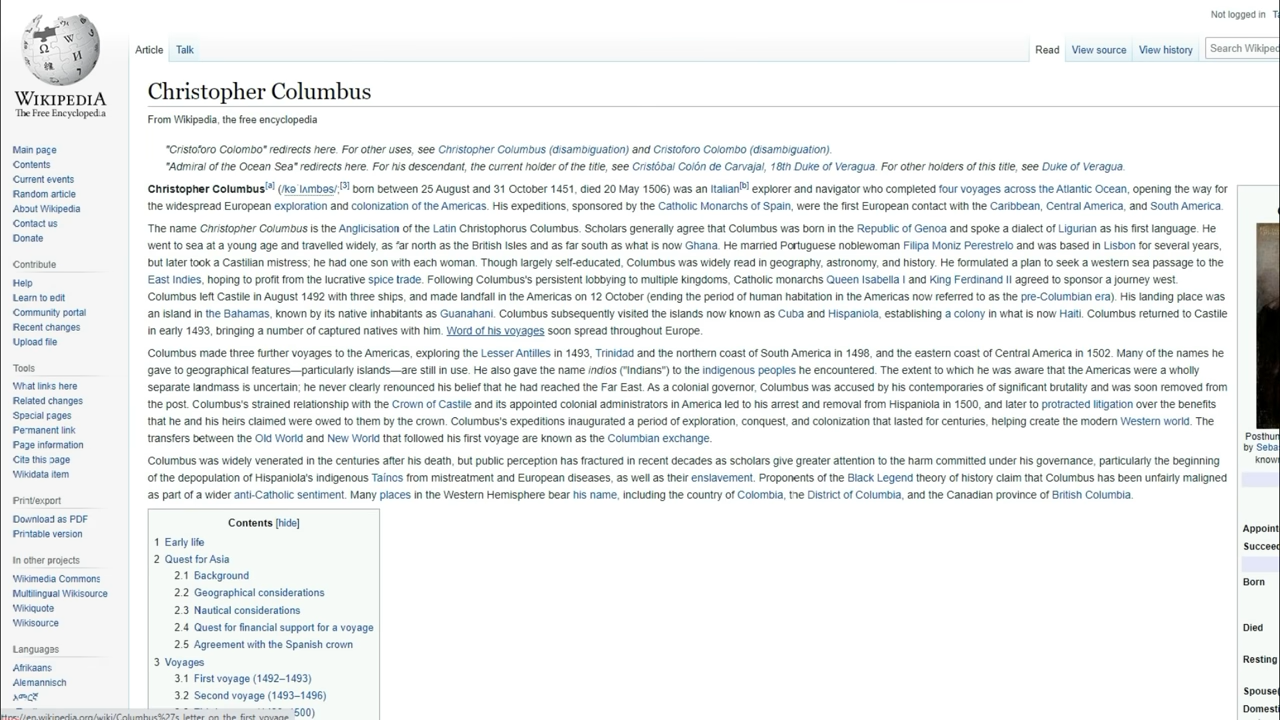 Not logged in
Article Talk Read View source View history Search Wikiped
WIKIPEDIA
The Free Encyclopedia
Christopher Columbus
From Wikipedia, the free encyclopedia
"Cristoforo Colombo" redirects here. For other uses, see Christopher Columbus (disambiguation) and Cristoforo Colombo (disambiguation).
"Admiral of the Ocean Sea" redirects here. For his descendant, the current holder of the title, see Cristóbal Colón de Carvajal, 18th Duke of Veragua. For other holders of this title, see Duke of Veragua.
Christopher Columbus[a] (/kəˈlʌmbəs/;[3] born between 25 August and 31 October 1451, died 20 May 1506) was an Italian[b] explorer and navigator who completed four voyages across the Atlantic Ocean, opening the way for
the widespread European exploration and colonization of the Americas. His expeditions, sponsored by the Catholic Monarchs of Spain, were the first European contact with the Caribbean, Central America, and South America.
The name Christopher Columbus is the Anglicisation of the Latin Christophorus Columbus. Scholars generally agree that Columbus was born in the Republic of Genoa and spoke a dialect of Ligurian as his first language. He
went to sea at a young age and travelled widely, as far north as the British Isles and as far south as what is now Ghana. He married Portuguese noblewoman Filipa Moniz Perestrelo and was based in Lisbon for several years,
but later took a Castilian mistress; he had one son with each woman. Though largely self-educated, Columbus was widely read in geography, astronomy, and history. He formulated a plan to seek a western sea passage to the
East Indies, hoping to profit from the lucrative spice trade. Following Columbus's persistent lobbying to multiple kingdoms, Catholic monarchs Queen Isabella I and King Ferdinand II agreed to sponsor a journey west.
Columbus left Castile in August 1492 with three ships, and made landfall in the Americas on 12 October (ending the period of human habitation in the Americas now referred to as the pre-Columbian era). His landing place was
an island in the Bahamas, known by its native inhabitants as Guanahani. Columbus subsequently visited the islands now known as Cuba and Hispaniola, establishing a colony in what is now Haiti. Columbus returned to Castile
in early 1493, bringing a number of captured natives with him. Word of his voyages soon spread throughout Europe.
Columbus made three further voyages to the Americas, exploring the Lesser Antilles in 1493, Trinidad and the northern coast of South America in 1498, and the eastern coast of Central America in 1502. Many of the names he
gave to geographical features—particularly islands—are still in use. He also gave the name indios ("Indians") to the indigenous peoples he encountered. The extent to which he was aware that the Americas were a wholly
separate landmass is uncertain; he never clearly renounced his belief that he had reached the Far East. As a colonial governor, Columbus was accused by his contemporaries of significant brutality and was soon removed from
the post. Columbus's strained relationship with the Crown of Castile and its appointed colonial administrators in America led to his arrest and removal from Hispaniola in 1500, and later to protracted litigation over the benefits
that he and his heirs claimed were owed to them by the crown. Columbus's expeditions inaugurated a period of exploration, conquest, and colonization that lasted for centuries, helping create the modern Western world. The
transfers between the Old World and New World that followed his first voyage are known as the Columbian exchange.
Columbus was widely venerated in the centuries after his death, but public perception has fractured in recent decades as scholars give greater attention to the harm committed under his governance, particularly the beginning
of the depopulation of Hispaniola's indigenous Taínos from mistreatment and European diseases, as well as their enslavement. Proponents of the Black Legend theory of history claim that Columbus has been unfairly maligned
as part of a wider anti-Catholic sentiment. Many places in the Western Hemisphere bear his name, including the country of Colombia, the District of Columbia, and the Canadian province of British Columbia.
Contents [hide]
1 Early life
2 Quest for Asia
2.1 Background
2.2 Geographical considerations
2.3 Nautical considerations
2.4 Quest for financial support for a voyage
2.5 Agreement with the Spanish crown
3 Voyages
3.1 First voyage (1492–1493)
3.2 Second voyage (1493–1496)
Main page
Contents
Current events
Random article
About Wikipedia
Contact us
Donate
Contribute
Help
Learn to edit
Community portal
Recent changes
Upload file
Tools
What links here
Related changes
Special pages
Permanent link
Page information
Cite this page
Wikidata item
Print/export
Download as PDF
Printable version
In other projects
Wikimedia Commons
Multilingual Wikisource
Wikiquote
Wikisource
Languages
Afrikaans
Alemannisch
አማርኛ
ttps://en.wikipedia.org/wiki/Columbus%27s_letter_on_the_first_voyage
Posthun
by Seba
known
Appoint
Succeed
Born
Died
Resting
Spouse(
Domesti